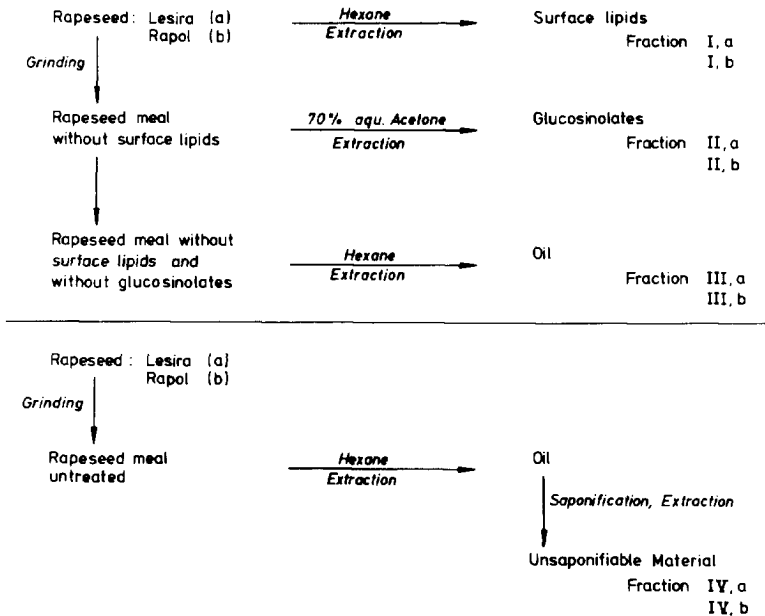 Rapeseed : Lesira (a)
Rapol (b)
Hexane
Extraction
Surface lipids
Fraction I, a
I, b
Grinding
Rapeseed meal
without surface lipids
70% aqu. Acetone
Extraction
Glucosinolates
Fraction II, a
II, b
Rapeseed meal without
surface lipids and
without glucosinolates
Hexane
Extraction
Oil
Fraction III, a
III, b
Rapeseed : Lesira (a)
Rapol (b)
Grinding
Rapeseed meal
untreated
Hexane
Extraction
Oil
Saponification, Extraction
Unsaponifiable Material
Fraction IV, a
IV, b